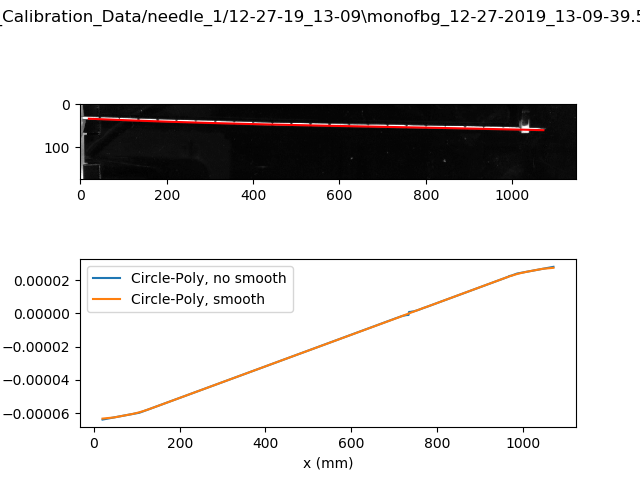 _Calibration_Data/needle_1/12-27-19_13-09\monofbg_12-27-2019_13-09-39.5
0
100
0 200 400 600 800 1000
Circle-Poly, no smooth
Circle-Poly, smooth
0.00002
0.00000
−0.00002
−0.00004
−0.00006
0 200 400 600 800 1000
x (mm)